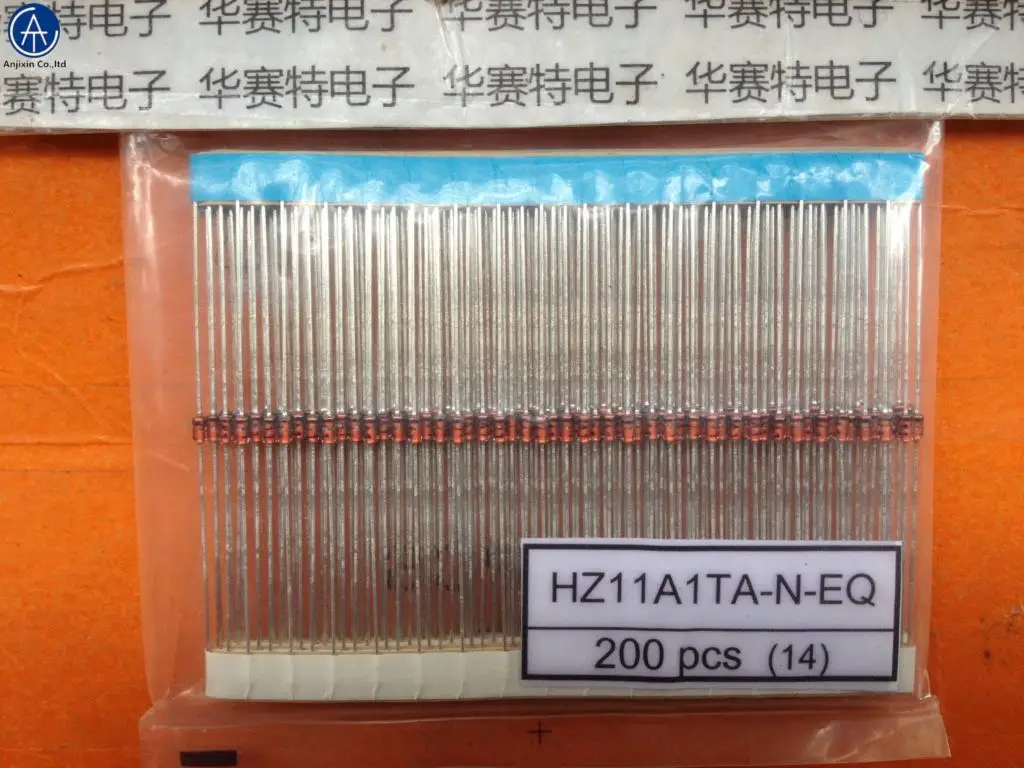 Anjixin Co.,ltd
华赛特电子 华赛特电子 华赛特电子 华赛特电子
赛特电子 华赛特电子 华赛特电子 华赛特电子 华赛特
HZ11A1TA-N-EQ
200 pcs (14)
+